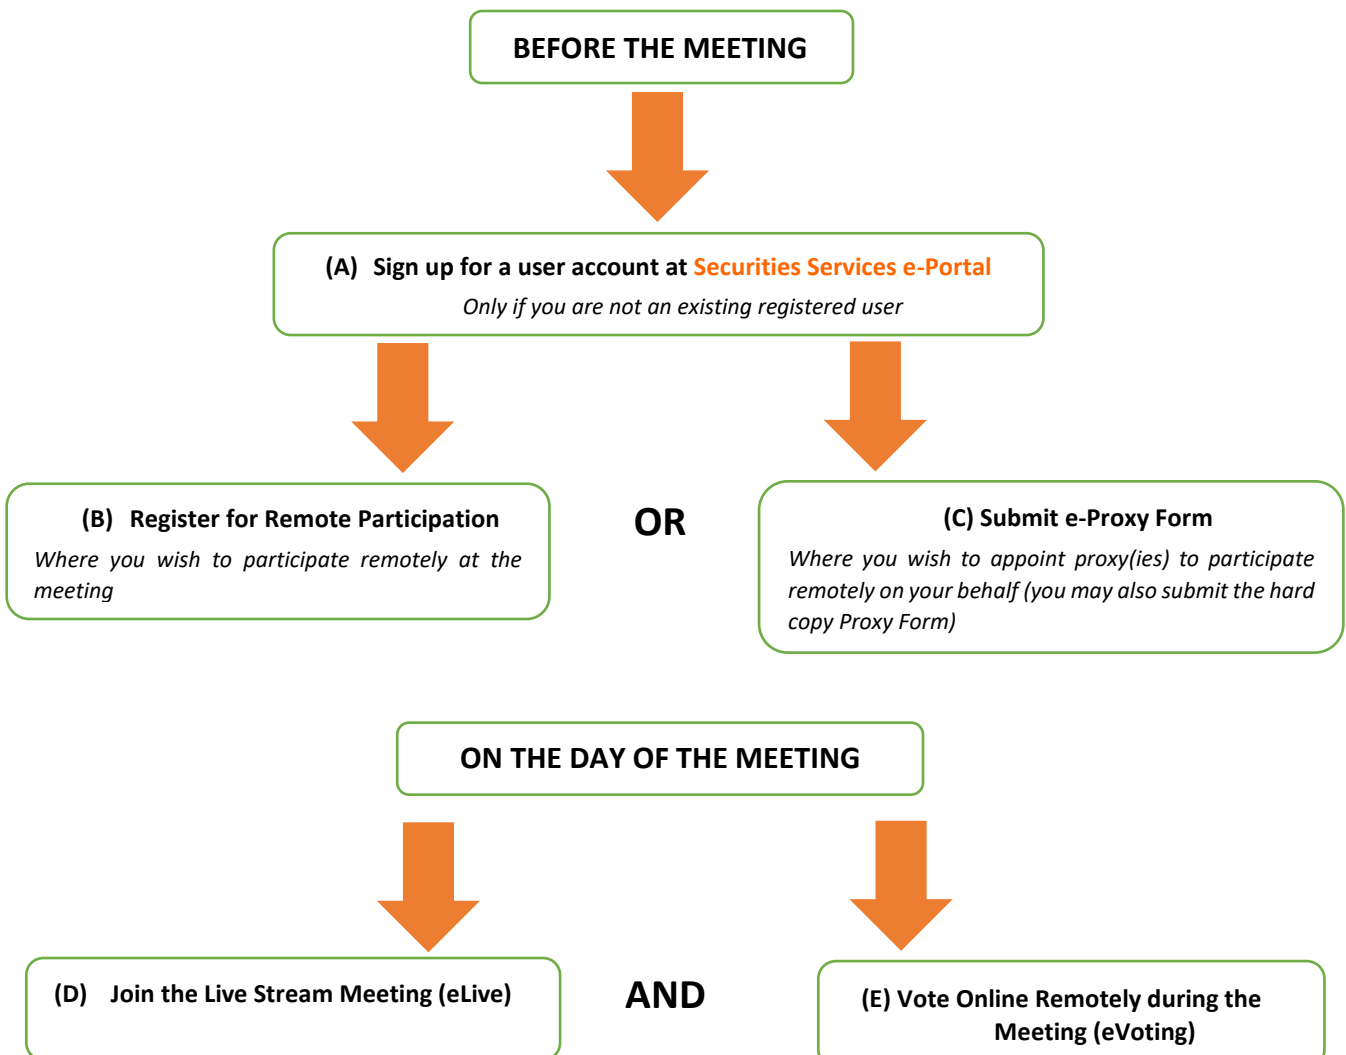 BEFORE THE MEETING
(A) Sign up for a user account at Securities Services e-Portal
Only if you are not an existing registered user
(B) Register for Remote Participation
Where you wish to participate remotely at the
meeting
OR
(C) Submit e-Proxy Form
Where you wish to appoint proxy(ies) to participate
remotely on your behalf (you may also submit the hard
copy Proxy Form)
ON THE DAY OF THE MEETING
(D) Join the Live Stream Meeting (eLive)
AND
(E) Vote Online Remotely during the
Meeting (eVoting)